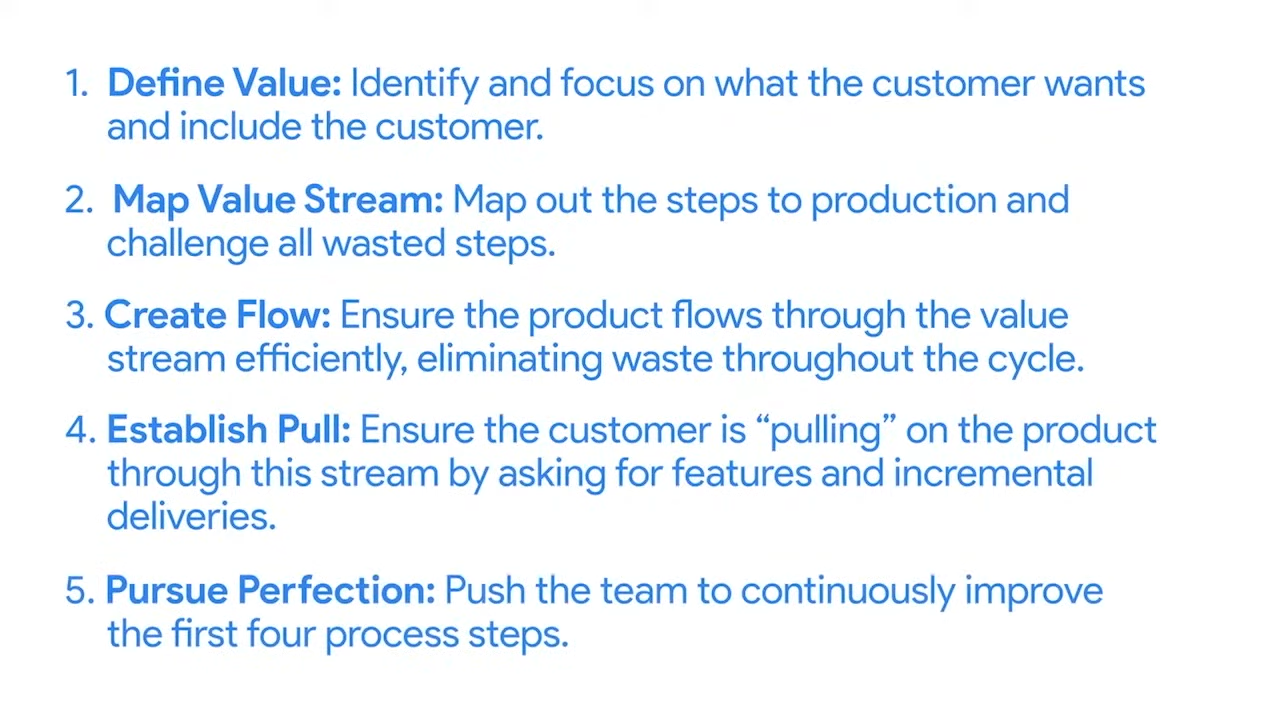 1. Define Value: Identify and focus on what the customer wants
and include the customer.
2. Map Value Stream: Map out the steps to production and
challenge all wasted steps.
3. Create Flow: Ensure the product flows through the value
stream efficiently, eliminating waste throughout the cycle.
4. Establish Pull: Ensure the customer is “pulling” on the product
through this stream by asking for features and incremental
deliveries.
5. Pursue Perfection: Push the team to continuously improve
the first four process steps.